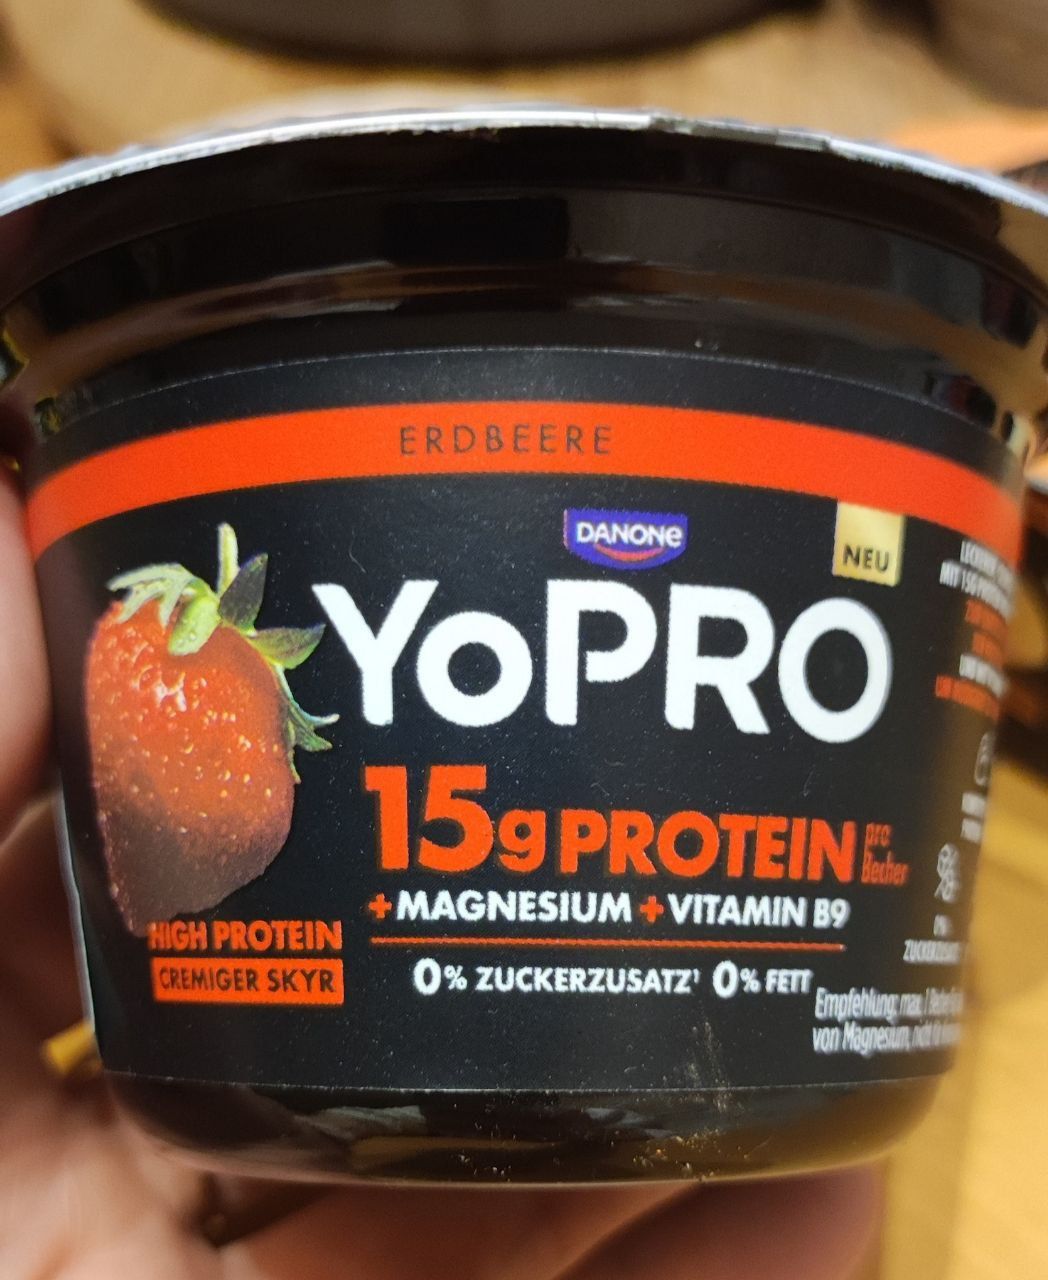 ERDBEERE
DANONE
NEU
YoPRO
15g PROTEIN pro Becher
+MAGNESIUM +VITAMIN B9
HIGH PROTEIN
CREMIGER SKYR
0% ZUCKERZUSATZ¹ 0% FETT
Empfehlung: max. 1
von Magnesium,